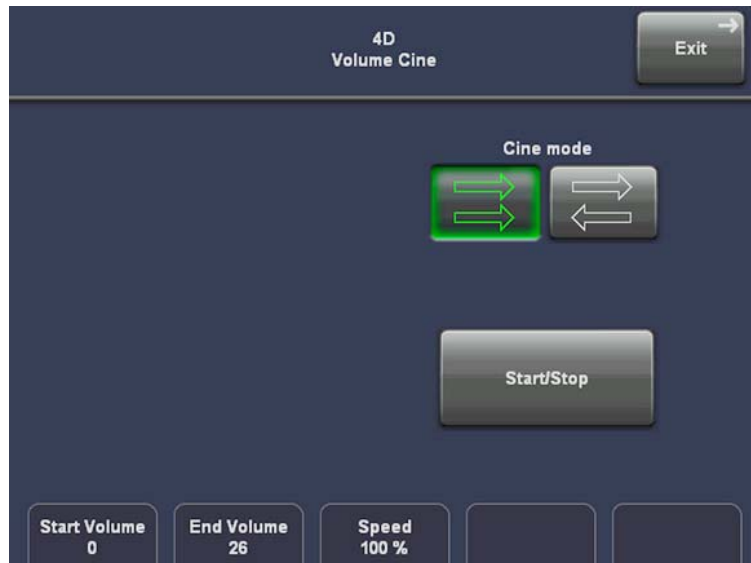 4D
Volume Cine
Exit
Cine mode
Start/Stop
Start Volume
0
End Volume
26
Speed
100 %